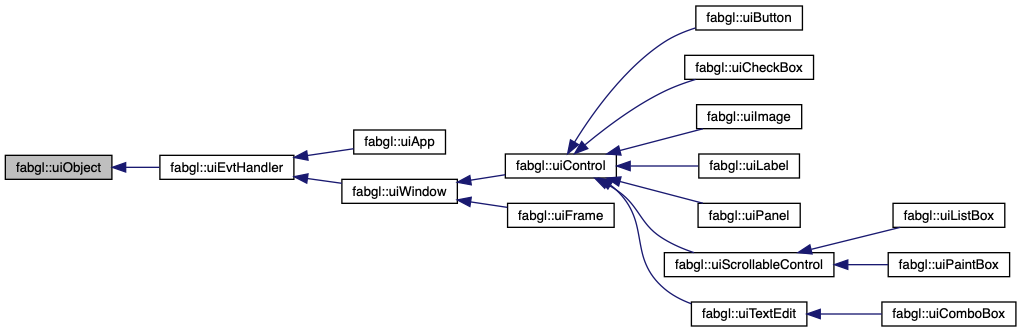 fabgl::uiButton
fabgl::uiCheckBox
fabgl::uiImage
fabgl::uiApp
fabgl::uiObject
fabgl::uiEvtHandler
fabgl::uiControl
fabgl::uiLabel
fabgl::uiWindow
fabgl::uiFrame
fabgl::uiPanel
fabgl::uiListBox
fabgl::uiScrollableControl
fabgl::uiPaintBox
fabgl::uiTextEdit
fabgl::uiComboBox